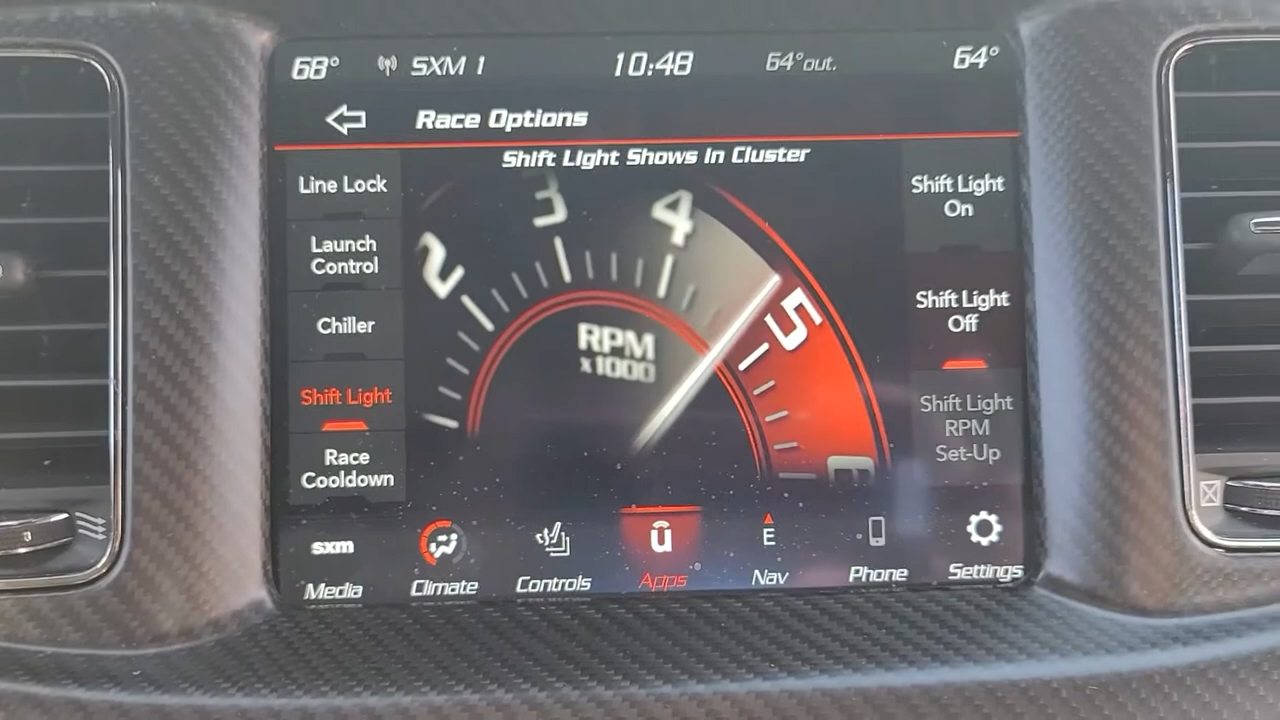 68° SXM 1 10:48 64°out. 64°
Race Options
Shift Light Shows In Cluster
Line Lock
Launch
Control
Chiller
Shift Light
Race
Cooldown
2 3 4 5
RPM
x1000
Shift Light
On
Shift Light
Off
Shift Light
RPM
Set-Up
sxm
Media
Climate
Controls
û
Apps
E
Nav
Phone
Settings